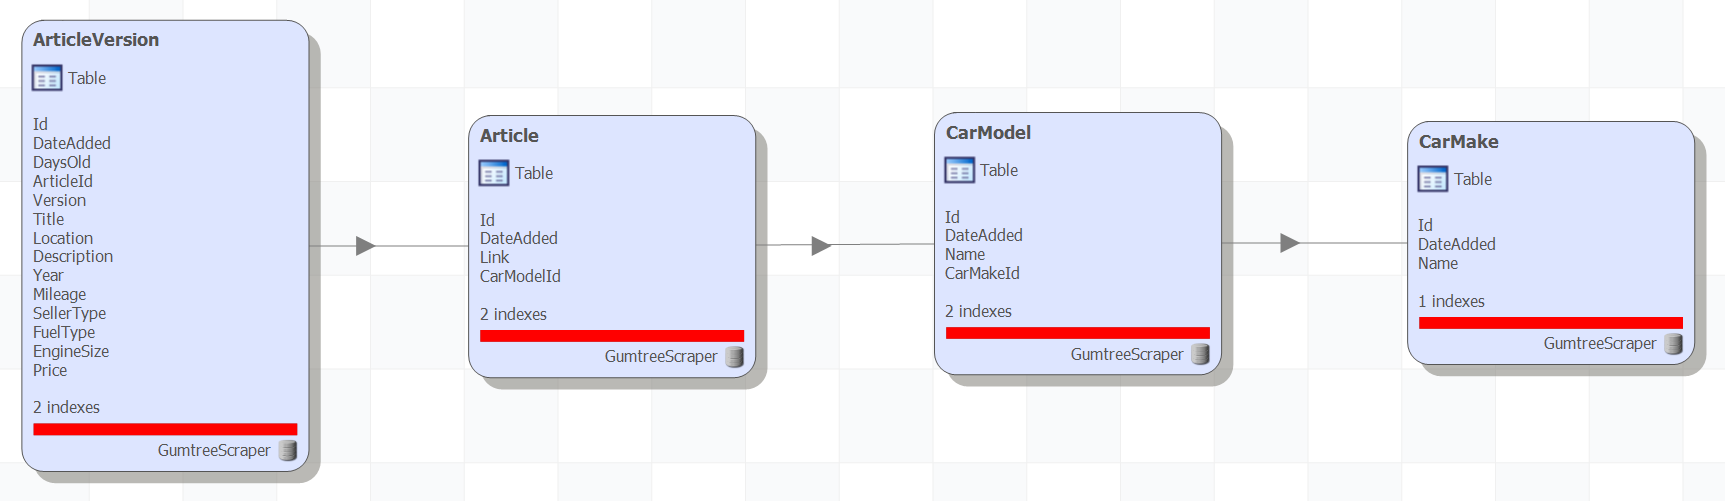 ArticleVersion
Table
Id
DateAdded
DaysOld
ArticleId
Version
Title
Location
Description
Year
Mileage
SellerType
FuelType
EngineSize
Price
2 indexes
GumtreeScraper
Article
Table
Id
DateAdded
Link
CarModelId
2 indexes
GumtreeScraper
CarModel
Table
Id
DateAdded
Name
CarMakeId
2 indexes
GumtreeScraper
CarMake
Table
Id
DateAdded
Name
1 indexes
GumtreeScraper